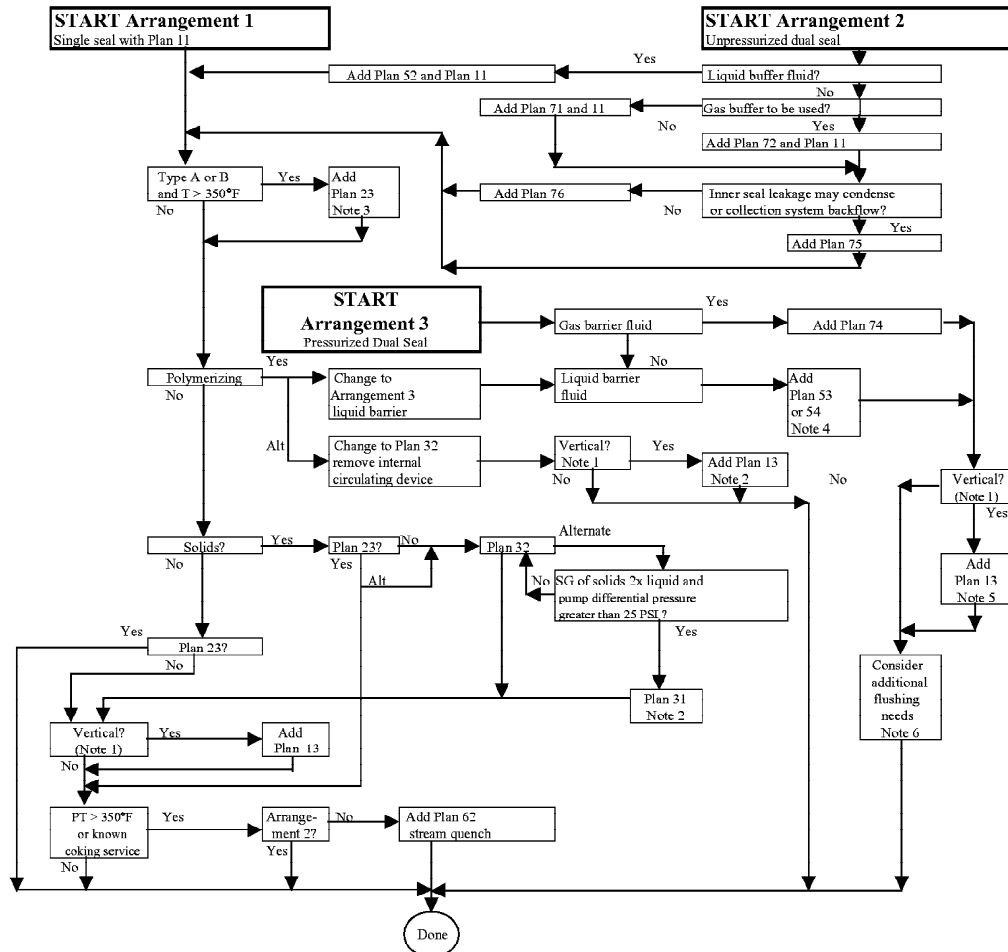 START Arrangement 1
Single seal with Plan 11
START Arrangement 2
Unpressurized dual seal
Yes
Add Plan 52 and Plan 11
Liquid buffer fluid?
No
Add Plan 71 and 11
Gas buffer to be used?
No
Yes
Add Plan 72 and Plan 11
Type A or B
and T > 350°F
Yes
No
Add
Plan 23
Note 3
Add Plan 76
No
Inner seal leakage may condense
or collection system backflow?
Yes
Add Plan 75
START
Arrangement 3
Pressurized Dual Seal
Gas barrier fluid
Yes
Add Plan 74
No
Polymerizing
Yes
No
Change to
Arrangement 3
liquid barrier
Liquid barrier
fluid
Add
Plan 53
or 54
Note 4
Alt
Change to Plan 32
remove internal
circulating device
Vertical?
Note 1
Yes
No
Add Plan 13
Note 2
No
Vertical?
(Note 1)
Yes
Add
Plan 13
Note 5
Solids?
Yes
No
Plan 23?
No
Yes
Alt
Plan 32
Alternate
No
SG of solids 2x liquid and
pump differential pressure
greater than 25 PSI ?
Yes
Plan 31
Note 2
Yes
Plan 23?
No
Consider
additional
flushing
needs
Note 6
Vertical?
(Note 1)
Yes
No
Add
Plan 13
PT > 350°F
or known
coking service
Yes
No
Arrange-
ment 2?
No
Yes
Add Plan 62
stream quench
Done